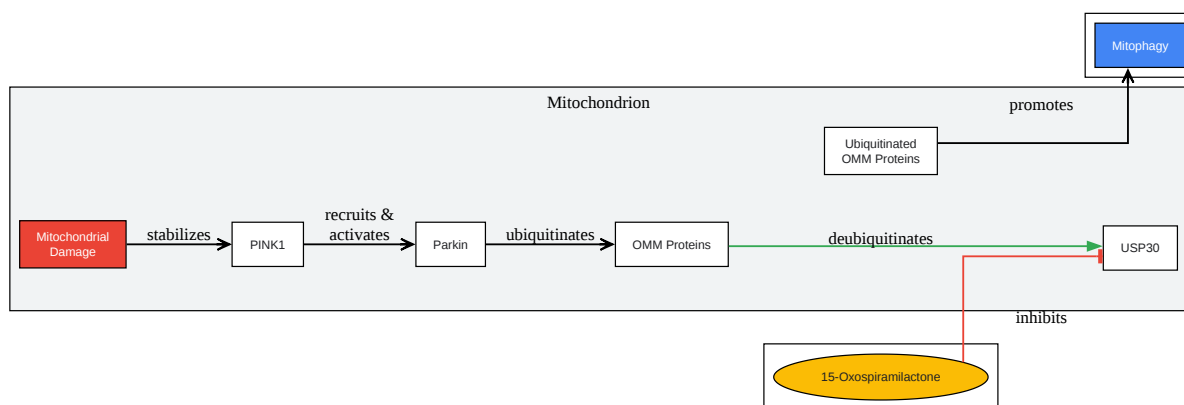 Mitophagy
Mitochondrion
promotes
Ubiquitinated
OMM Proteins
Mitochondrial
Damage
stabilizes
PINK1
recruits &
activates
Parkin
ubiquitinates
OMM Proteins
deubiquitinates
USP30
inhibits
15-Oxospiramilactone